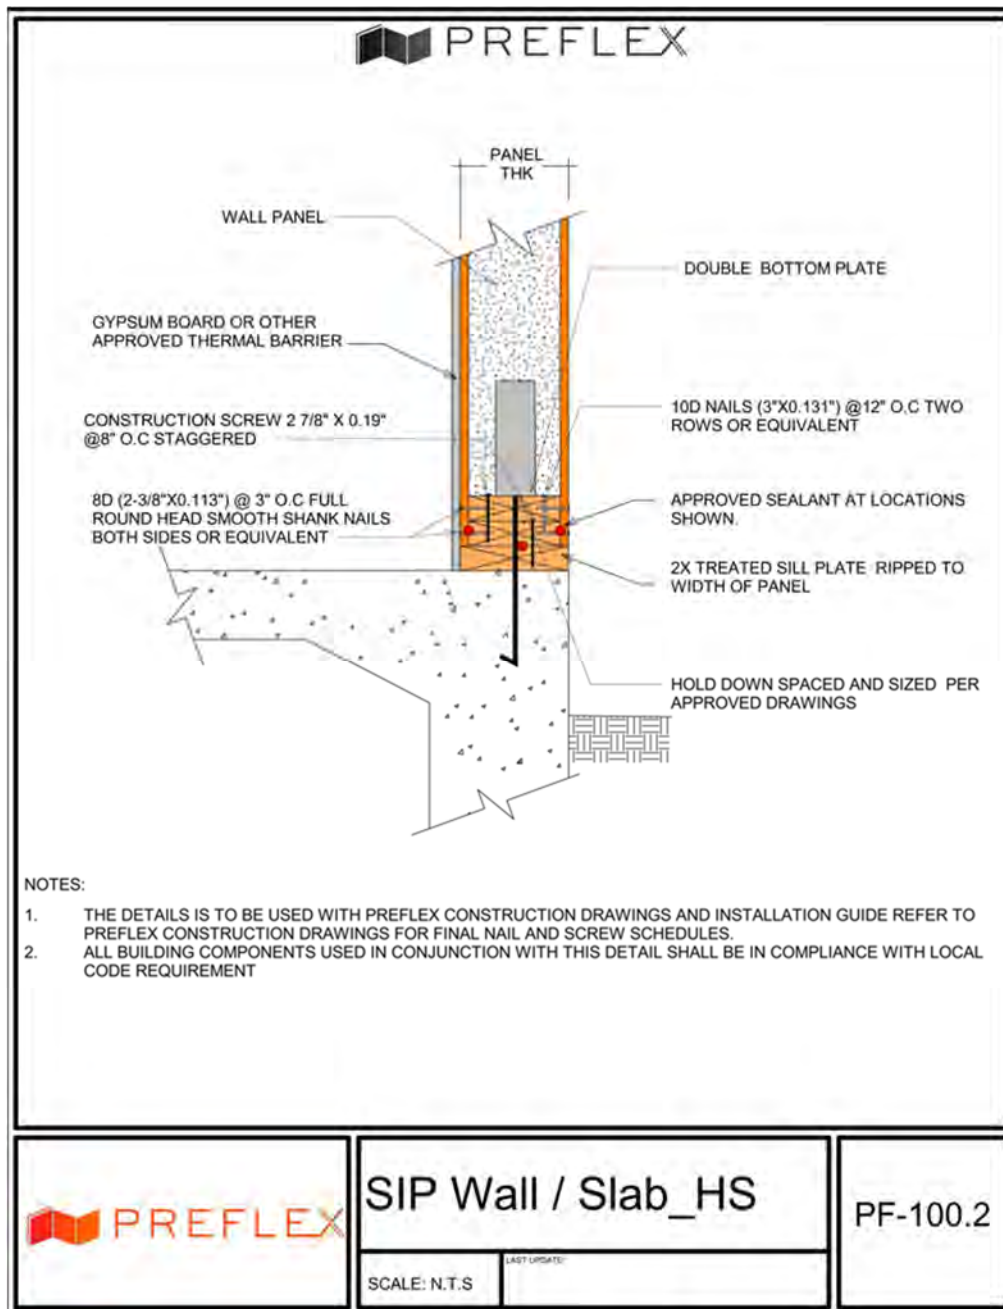 PREFLEX
PANEL
THK
WALL PANEL
DOUBLE BOTTOM PLATE
GYPSUM BOARD OR OTHER
APPROVED THERMAL BARRIER
CONSTRUCTION SCREW 2 7/8" X 0.19"
@8" O.C STAGGERED
10D NAILS (3"X0.131") @12" O.C TWO
ROWS OR EQUIVALENT
8D (2-3/8"X0.113") @ 3" O.C FULL
ROUND HEAD SMOOTH SHANK NAILS
BOTH SIDES OR EQUIVALENT
APPROVED SEALANT AT LOCATIONS
SHOWN.
2X TREATED SILL PLATE RIPPED TO
WIDTH OF PANEL
HOLD DOWN SPACED AND SIZED PER
APPROVED DRAWINGS
NOTES:
1. THE DETAILS IS TO BE USED WITH PREFLEX CONSTRUCTION DRAWINGS AND INSTALLATION GUIDE REFER TO
PREFLEX CONSTRUCTION DRAWINGS FOR FINAL NAIL AND SCREW SCHEDULES.
2. ALL BUILDING COMPONENTS USED IN CONJUNCTION WITH THIS DETAIL SHALL BE IN COMPLIANCE WITH LOCAL
CODE REQUIREMENT
PREFLEX
SIP Wall / Slab_HS
PF-100.2
SCALE: N.T.S
LAST UPDATE: